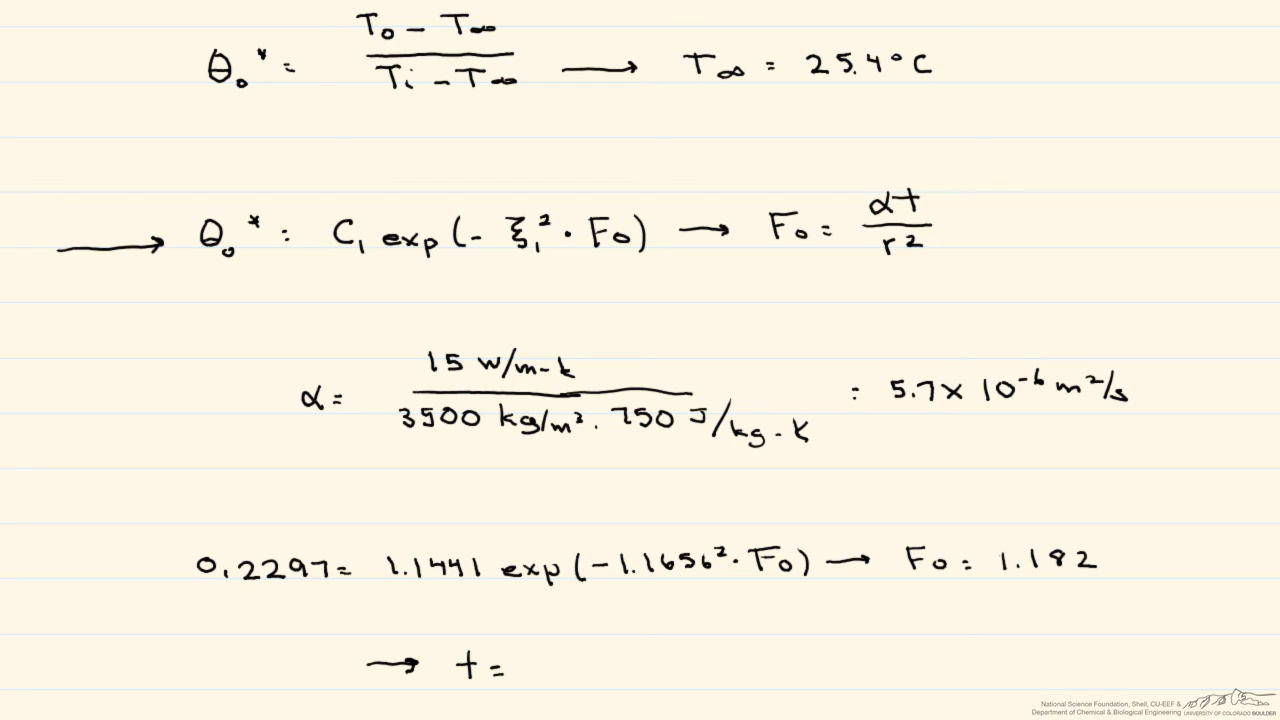 θ₀* = (T₀ - T∞) / (Ti - T∞) → T∞ = 25.4°C
→ θ₀* : C₁ exp(- ξ₁² · Fo) → Fo = αt / r²
α = 15 W/m-k / (3500 kg/m³ · 750 J/kg-K) : 5.7 x 10⁻⁶ m²/s
0.2297 = 1.1441 exp(-1.1656² · Fo) → Fo = 1.182
→ t =
National Science Foundation, Shell, CU-EEF &
Department of Chemical & Biological Engineering UNIVERSITY OF COLORADO BOULDER